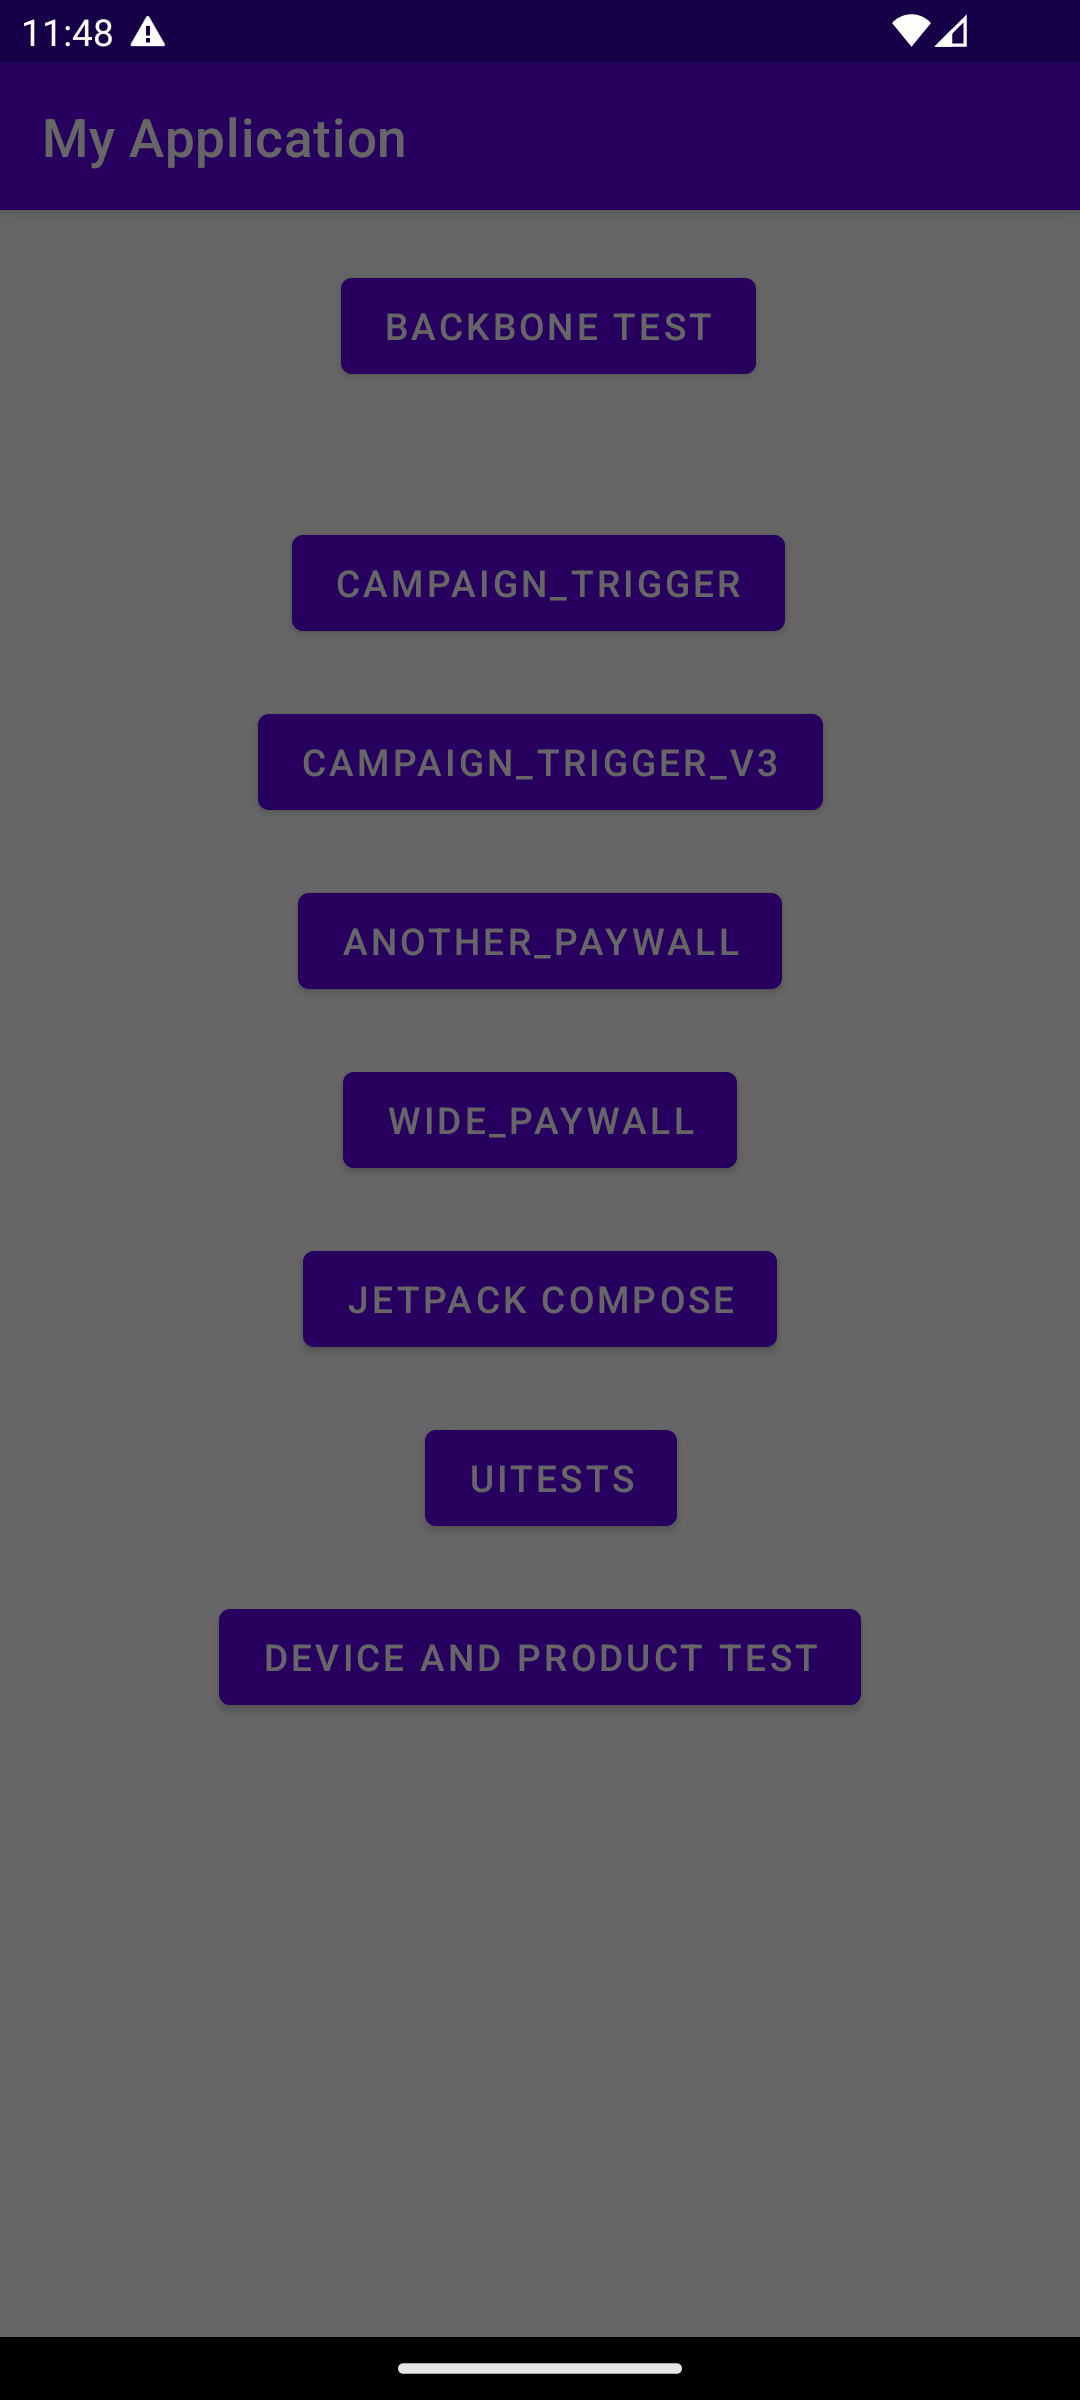 11:48
My Application
BACKBONE TEST
CAMPAIGN_TRIGGER
CAMPAIGN_TRIGGER_V3
ANOTHER_PAYWALL
WIDE_PAYWALL
JETPACK COMPOSE
UITESTS
DEVICE AND PRODUCT TEST